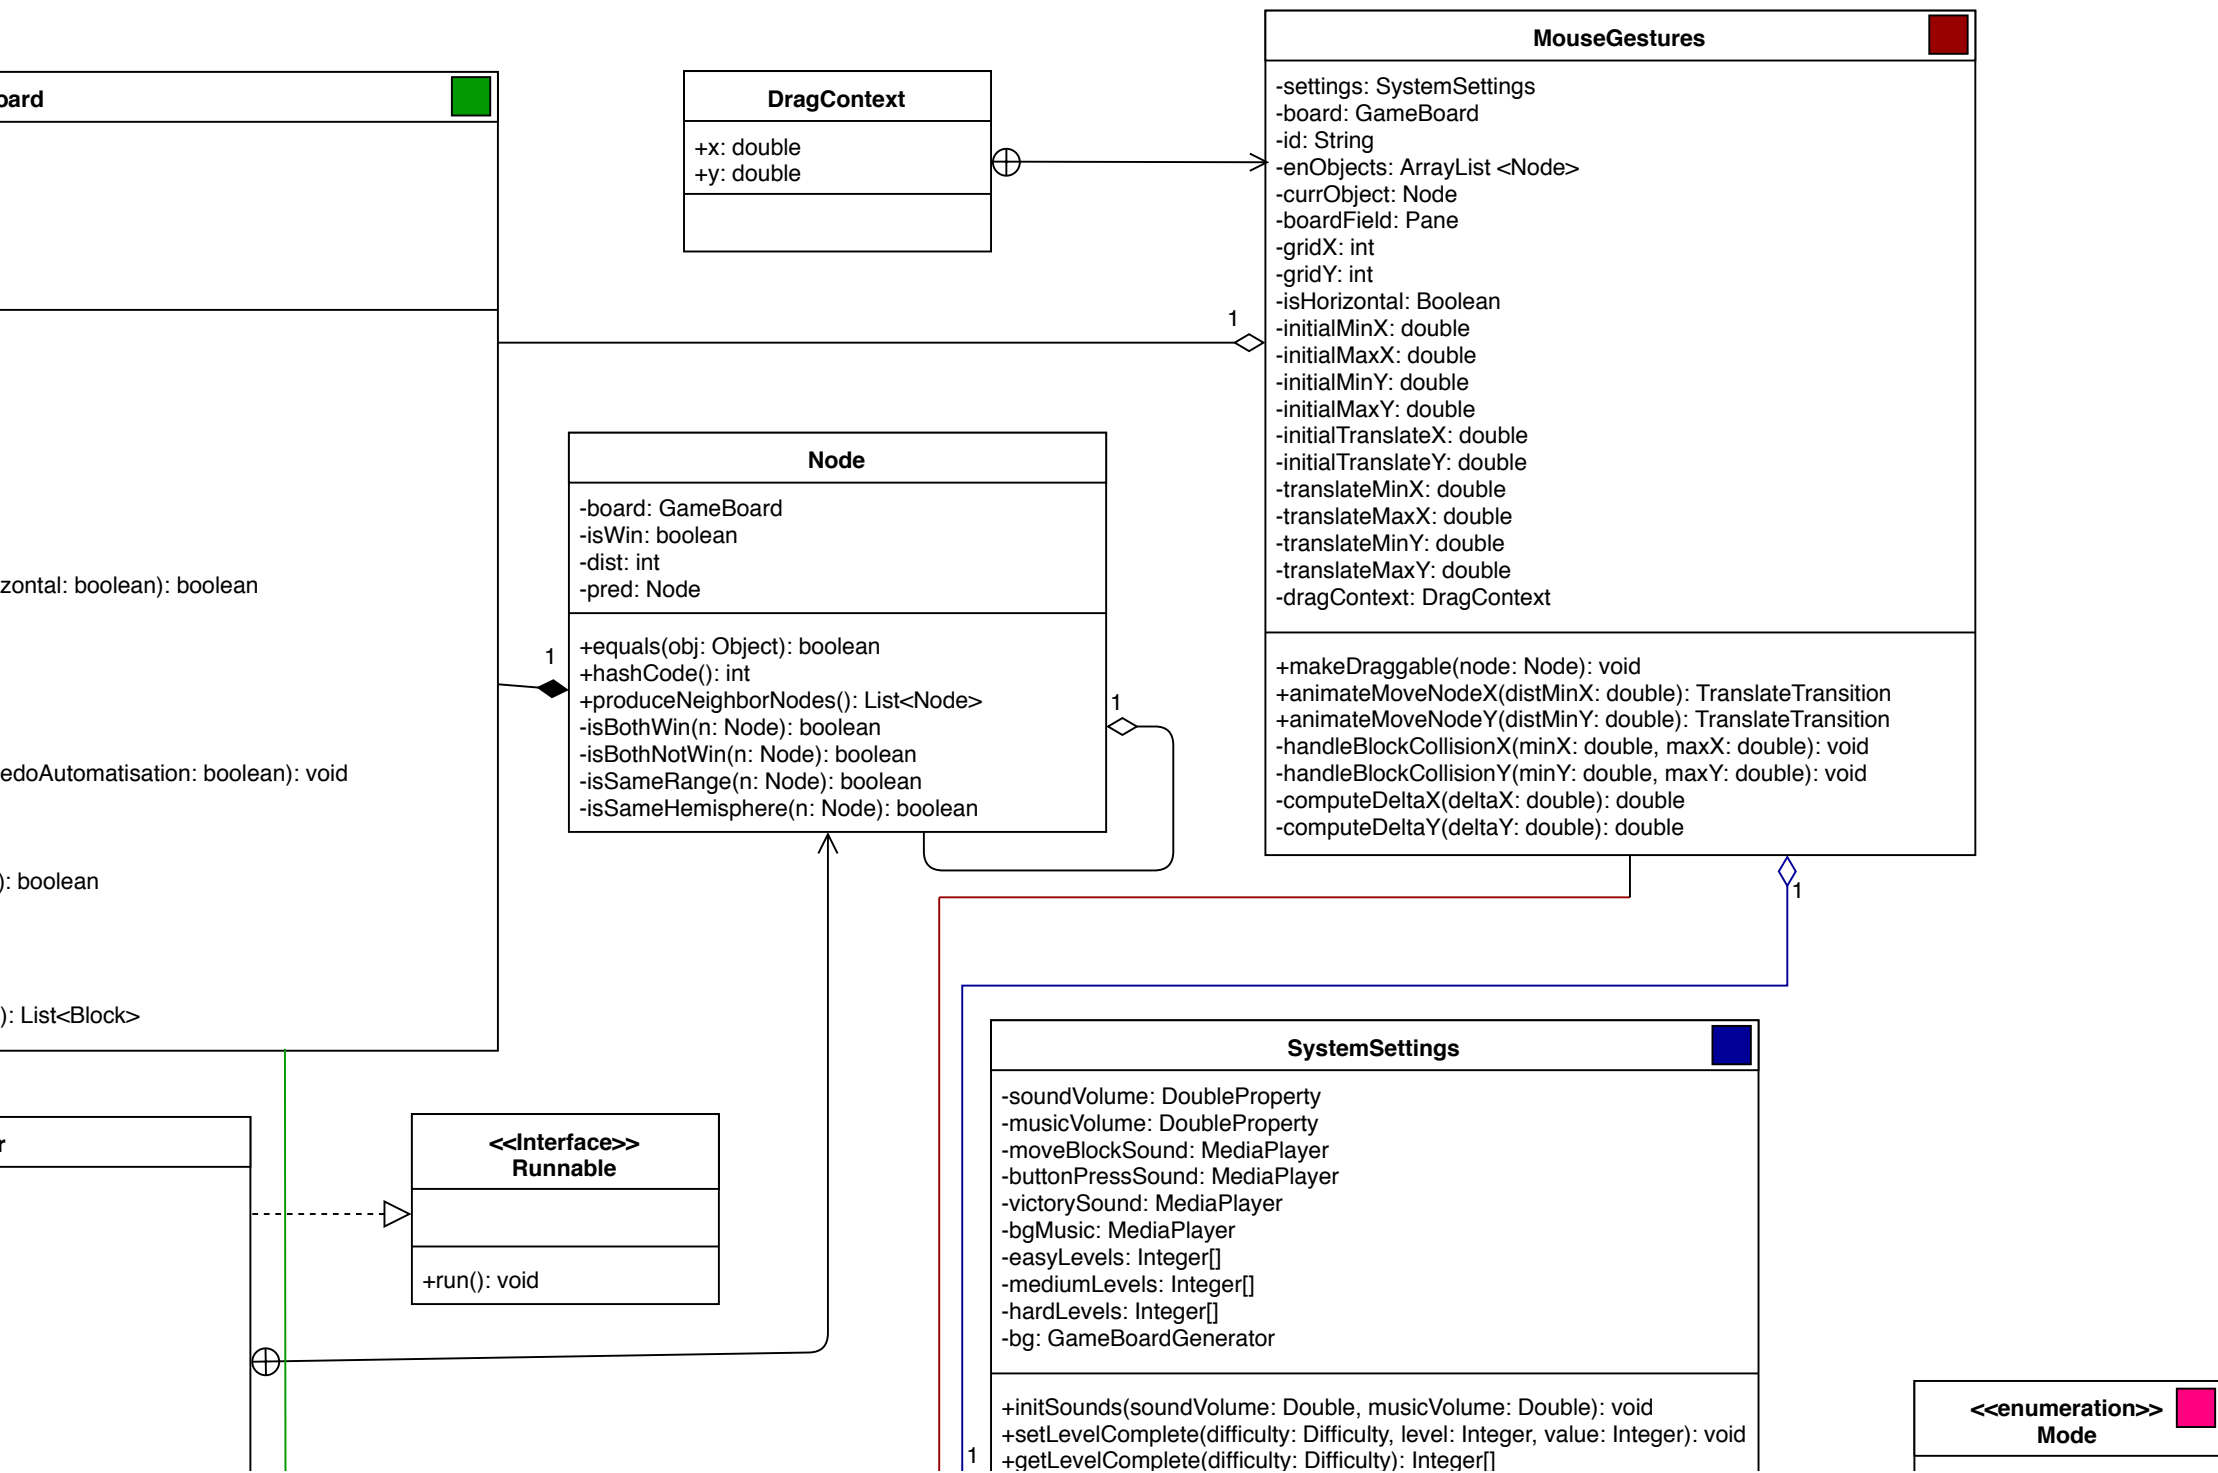 oard
zontal: boolean): boolean
edoAutomatisation: boolean): void
): boolean
): List<Block>
DragContext
+x: double
+y: double
MouseGestures
-settings: SystemSettings
-board: GameBoard
-id: String
-enObjects: ArrayList <Node>
-currObject: Node
-boardField: Pane
-gridX: int
-gridY: int
-isHorizontal: Boolean
-initialMinX: double
-initialMaxX: double
-initialMinY: double
-initialMaxY: double
-initialTranslateX: double
-initialTranslateY: double
-translateMinX: double
-translateMaxX: double
-translateMinY: double
-translateMaxY: double
-dragContext: DragContext
+makeDraggable(node: Node): void
+animateMoveNodeX(distMinX: double): TranslateTransition
+animateMoveNodeY(distMinY: double): TranslateTransition
-handleBlockCollisionX(minX: double, maxX: double): void
-handleBlockCollisionY(minY: double, maxY: double): void
-computeDeltaX(deltaX: double): double
-computeDeltaY(deltaY: double): double
1
1
Node
-board: GameBoard
-isWin: boolean
-dist: int
-pred: Node
+equals(obj: Object): boolean
+hashCode(): int
+produceNeighborNodes(): List<Node>
-isBothWin(n: Node): boolean
-isBothNotWin(n: Node): boolean
-isSameRange(n: Node): boolean
-isSameHemisphere(n: Node): boolean
1
1
r
<<Interface>>
Runnable
+run(): void
SystemSettings
-soundVolume: DoubleProperty
-musicVolume: DoubleProperty
-moveBlockSound: MediaPlayer
-buttonPressSound: MediaPlayer
-victorySound: MediaPlayer
-bgMusic: MediaPlayer
-easyLevels: Integer[]
-mediumLevels: Integer[]
-hardLevels: Integer[]
-bg: GameBoardGenerator
+initSounds(soundVolume: Double, musicVolume: Double): void
+setLevelComplete(difficulty: Difficulty, level: Integer, value: Integer): void
+getLevelComplete(difficulty: Difficulty): Integer[]
1
<<enumeration>>
Mode